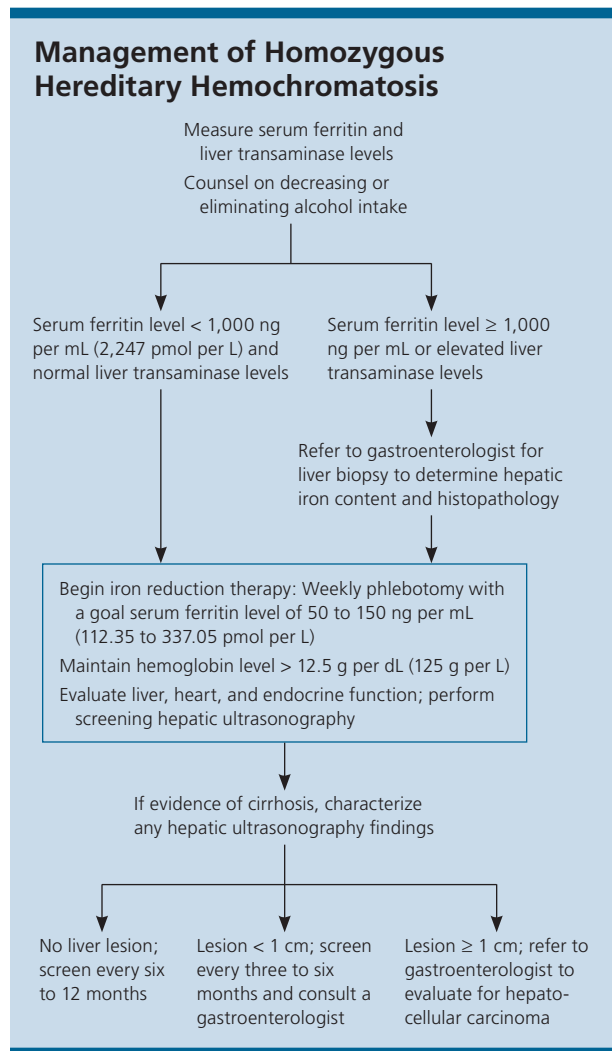 Management of Homozygous
Hereditary Hemochromatosis
Measure serum ferritin and
liver transaminase levels
Counsel on decreasing or
eliminating alcohol intake
Serum ferritin level < 1,000 ng
per mL (2,247 pmol per L) and
normal liver transaminase levels
Serum ferritin level ≥ 1,000
ng per mL or elevated liver
transaminase levels
Refer to gastroenterologist for
liver biopsy to determine hepatic
iron content and histopathology
Begin iron reduction therapy: Weekly phlebotomy with
a goal serum ferritin level of 50 to 150 ng per mL
(112.35 to 337.05 pmol per L)
Maintain hemoglobin level > 12.5 g per dL (125 g per L)
Evaluate liver, heart, and endocrine function; perform
screening hepatic ultrasonography
If evidence of cirrhosis, characterize
any hepatic ultrasonography findings
No liver lesion;
screen every six
to 12 months
Lesion < 1 cm; screen
every three to six
months and consult a
gastroenterologist
Lesion ≥ 1 cm; refer to
gastroenterologist to
evaluate for hepato-
cellular carcinoma